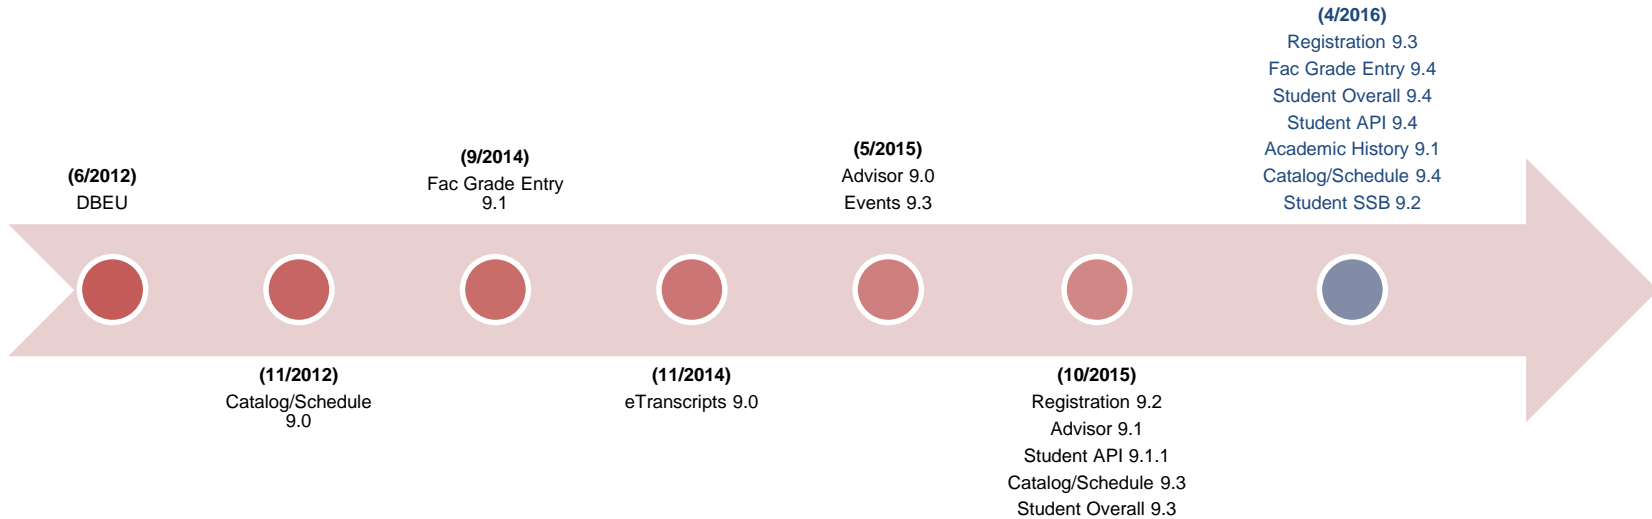 (6/2012)
DBEU
(11/2012)
Catalog/Schedule
9.0
(9/2014)
Fac Grade Entry
9.1
(11/2014)
eTranscripts 9.0
(5/2015)
Advisor 9.0
Events 9.3
(10/2015)
Registration 9.2
Advisor 9.1
Student API 9.1.1
Catalog/Schedule 9.3
Student Overall 9.3
(4/2016)
Registration 9.3
Fac Grade Entry 9.4
Student Overall 9.4
Student API 9.4
Academic History 9.1
Catalog/Schedule 9.4
Student SSB 9.2